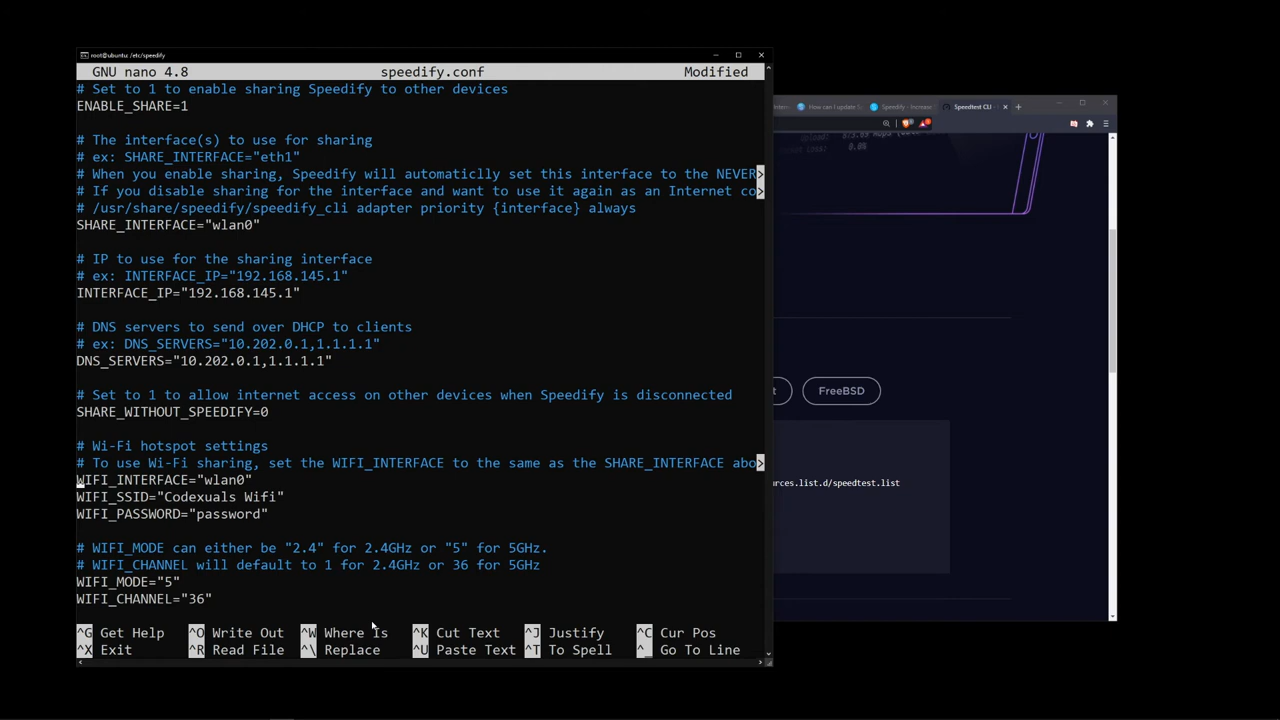 root@ubuntu: /etc/speedify
GNU nano 4.8 speedify.conf Modified
# Set to 1 to enable sharing Speedify to other devices
ENABLE_SHARE=1
# The interface(s) to use for sharing
# ex: SHARE_INTERFACE="eth1"
# When you enable sharing, Speedify will automaticlly set this interface to the NEVER>
# If you disable sharing for the interface and want to use it again as an Internet co>
# /usr/share/speedify/speedify_cli adapter priority {interface} always
SHARE_INTERFACE="wlan0"
# IP to use for the sharing interface
# ex: INTERFACE_IP="192.168.145.1"
INTERFACE_IP="192.168.145.1"
# DNS servers to send over DHCP to clients
# ex: DNS_SERVERS="10.202.0.1,1.1.1.1"
DNS_SERVERS="10.202.0.1,1.1.1.1"
# Set to 1 to allow internet access on other devices when Speedify is disconnected
SHARE_WITHOUT_SPEEDIFY=0
# Wi-Fi hotspot settings
# To use Wi-Fi sharing, set the WIFI_INTERFACE to the same as the SHARE_INTERFACE abo>
WIFI_INTERFACE="wlan0"
WIFI_SSID="Codexuals Wifi"
WIFI_PASSWORD="password"
# WIFI_MODE can either be "2.4" for 2.4GHz or "5" for 5GHz.
# WIFI_CHANNEL will default to 1 for 2.4GHz or 36 for 5GHz
WIFI_MODE="5"
WIFI_CHANNEL="36"
^G Get Help ^O Write Out ^W Where Is ^K Cut Text ^J Justify ^C Cur Pos
^X Exit ^R Read File ^\ Replace ^U Paste Text ^T To Spell ^_ Go To Line
How can I update S
Speedify - Increase
Speedtest CLI
0.0%
t
FreeBSD
urces.list.d/speedtest.list